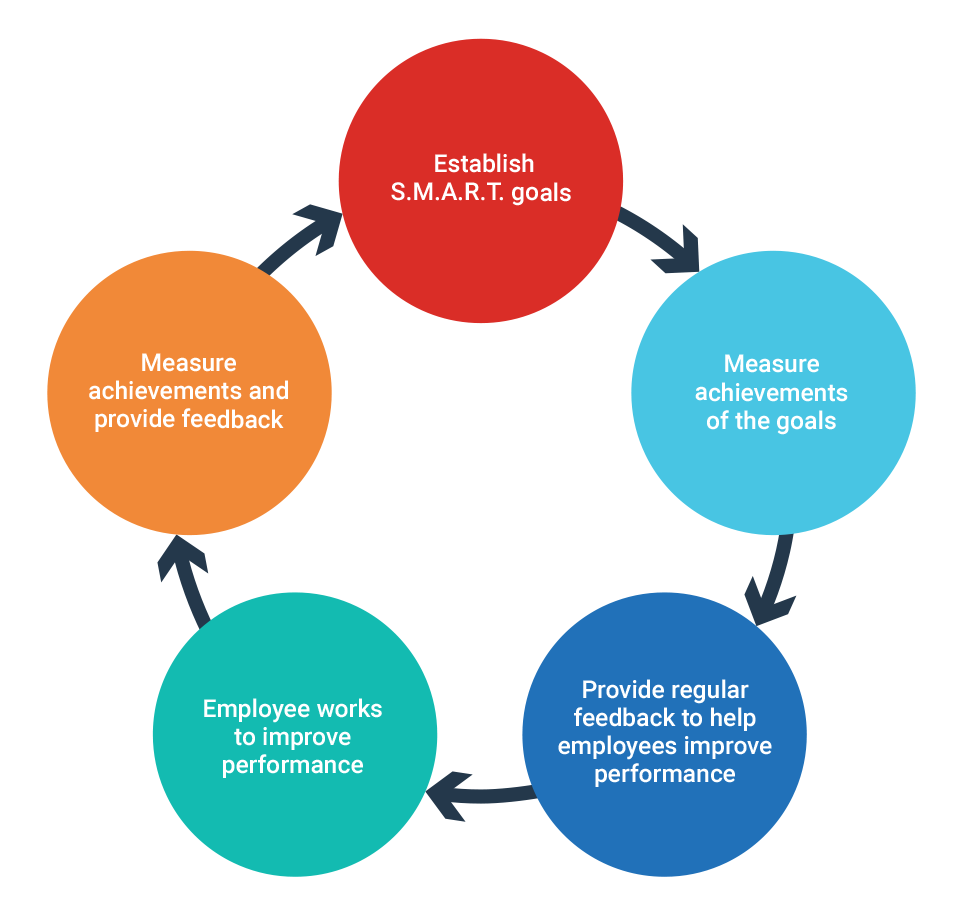 Establish
S.M.A.R.T. goals
Measure
achievements
of the goals
Provide regular
feedback to help
employees improve
performance
Employee works
to improve
performance
Measure
achievements and
provide feedback